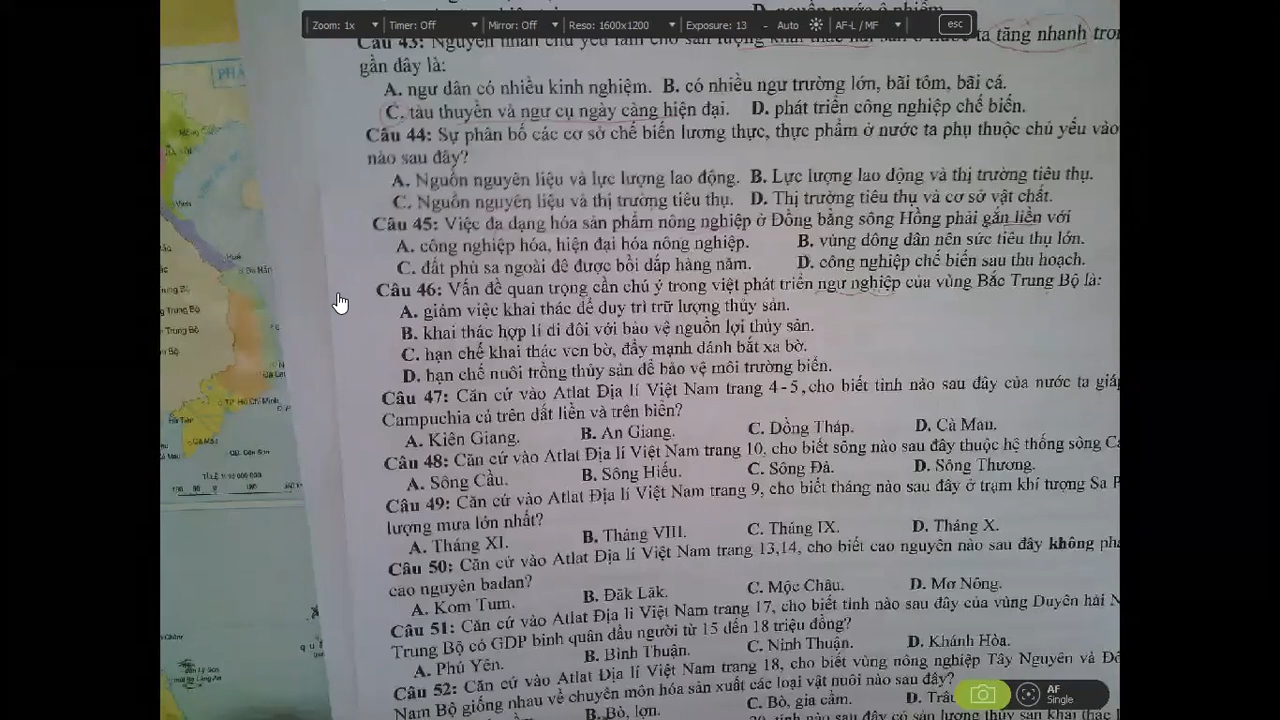 Zoom: 1x Timer: Off Mirror: Off Reso: 1600x1200 Exposure: 13 - Auto AF-L / MF esc
Câu 43: Nguyên nhân chủ yếu làm cho sản lượng khai thác ta tăng nhanh
gần đây là:
A. ngư dân có nhiều kinh nghiệm. B. có nhiều ngư trường lớn, bãi tôm, bãi cá.
C. tàu thuyền và ngư cụ ngày càng hiện đại. D. phát triển công nghiệp chế biến.
Câu 44: Sự phân bố các cơ sở chế biến lương thực, thực phẩm ở nước ta phụ thuộc chủ yếu vào
nào sau đây?
A. Nguồn nguyên liệu và lực lượng lao động. B. Lực lượng lao động và thị trường tiêu thụ.
C. Nguồn nguyên liệu và thị trường tiêu thụ. D. Thị trường tiêu thụ và cơ sở vật chất.
Câu 45: Việc đa dạng hóa sản phẩm nông nghiệp ở Đồng bằng sông Hồng phải gắn liền với
A. công nghiệp hóa, hiện đại hóa nông nghiệp. B. vùng đông dân nên sức tiêu thụ lớn.
C. đất phù sa ngoài đê được bồi đắp hàng năm. D. công nghiệp chế biến sau thu hoạch.
Câu 46: Vấn đề quan trọng cần chú ý trong việt phát triển ngư nghiệp của vùng Bắc Trung Bộ là:
A. giảm việc khai thác để duy trì trữ lượng thủy sản.
B. khai thác hợp lí đi đôi với bảo vệ nguồn lợi thủy sản.
C. hạn chế khai thác ven bờ, đẩy mạnh đánh bắt xa bờ.
D. hạn chế nuôi trồng thủy sản để bảo vệ môi trường biển.
Câu 47: Căn cứ vào Atlat Địa lí Việt Nam trang 4-5, cho biết tỉnh nào sau đây của nước ta giáp
Campuchia cả trên đất liền và trên biển?
A. Kiên Giang. B. An Giang. C. Đồng Tháp. D. Cà Mau.
Câu 48: Căn cứ vào Atlat Địa lí Việt Nam trang 10, cho biết sông nào sau đây thuộc hệ thống sông
A. Sông Cầu. B. Sông Hiếu. C. Sông Đà. D. Sông Thương.
Câu 49: Căn cứ vào Atlat Địa lí Việt Nam trang 9, cho biết tháng nào sau đây ở trạm khí tượng Sa
lượng mưa lớn nhất?
A. Tháng XI. B. Tháng VIII. C. Tháng IX. D. Tháng X.
Câu 50: Căn cứ vào Atlat Địa lí Việt Nam trang 13,14, cho biết cao nguyên nào sau đây không
cao nguyên badan?
A. Kom Tum. B. Đăk Lăk. C. Mộc Châu. D. Mơ Nông.
Câu 51: Căn cứ vào Atlat Địa lí Việt Nam trang 17, cho biết tỉnh nào sau đây của vùng Duyên hải
Trung Bộ có GDP bình quân đầu người từ 15 đến 18 triệu đồng?
A. Phú Yên. B. Bình Thuận. C. Ninh Thuận. D. Khánh Hòa.
Câu 52: Căn cứ vào Atlat Địa lí Việt Nam trang 18, cho biết vùng nông nghiệp Tây Nguyên và
Nam Bộ giống nhau về chuyên môn hóa sản xuất các loại vật nuôi nào sau đây?
B. Bò, lợn. C. Bò, gia cầm. D.
AF
Single